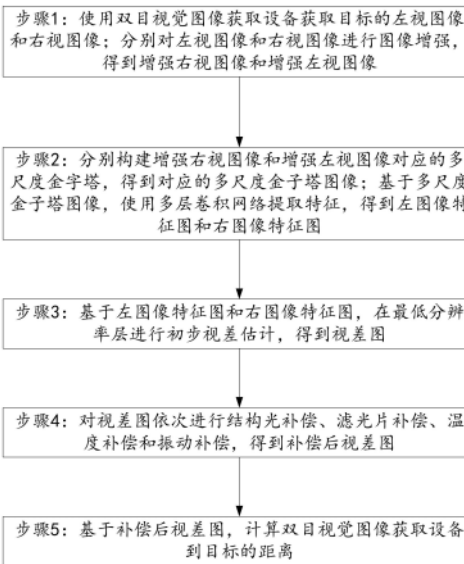 步骤1：使用双目视觉图像获取设备获取目标的左视图像
和右视图像；分别对左视图像和右视图像进行图像增强，
得到增强右视图像和增强左视图像
步骤2：分别构建增强右视图像和增强左视图像对应的多
尺度金字塔，得到对应的多尺度金子塔图像；基于多尺度
金子塔图像，使用多层卷积网络提取特征，得到左图像特
征图和右图像特征图
步骤3：基于左图像特征图和右图像特征图，在最低分辨
率层进行初步视差估计，得到视差图
步骤4：对视差图依次进行结构光补偿、滤光片补偿、温
度补偿和振动补偿，得到补偿后视差图
步骤5：基于补偿后视差图，计算双目视觉图像获取设备
到目标的距离